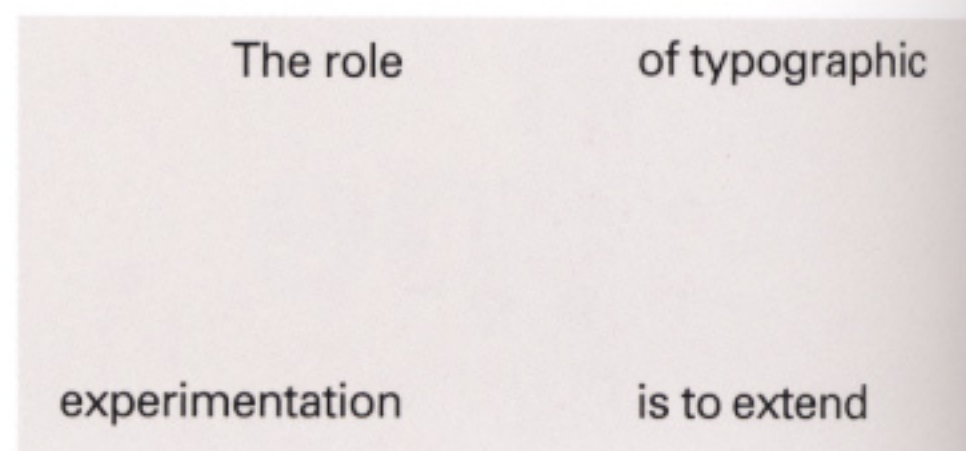 The role of typographic
experimentation is to extend